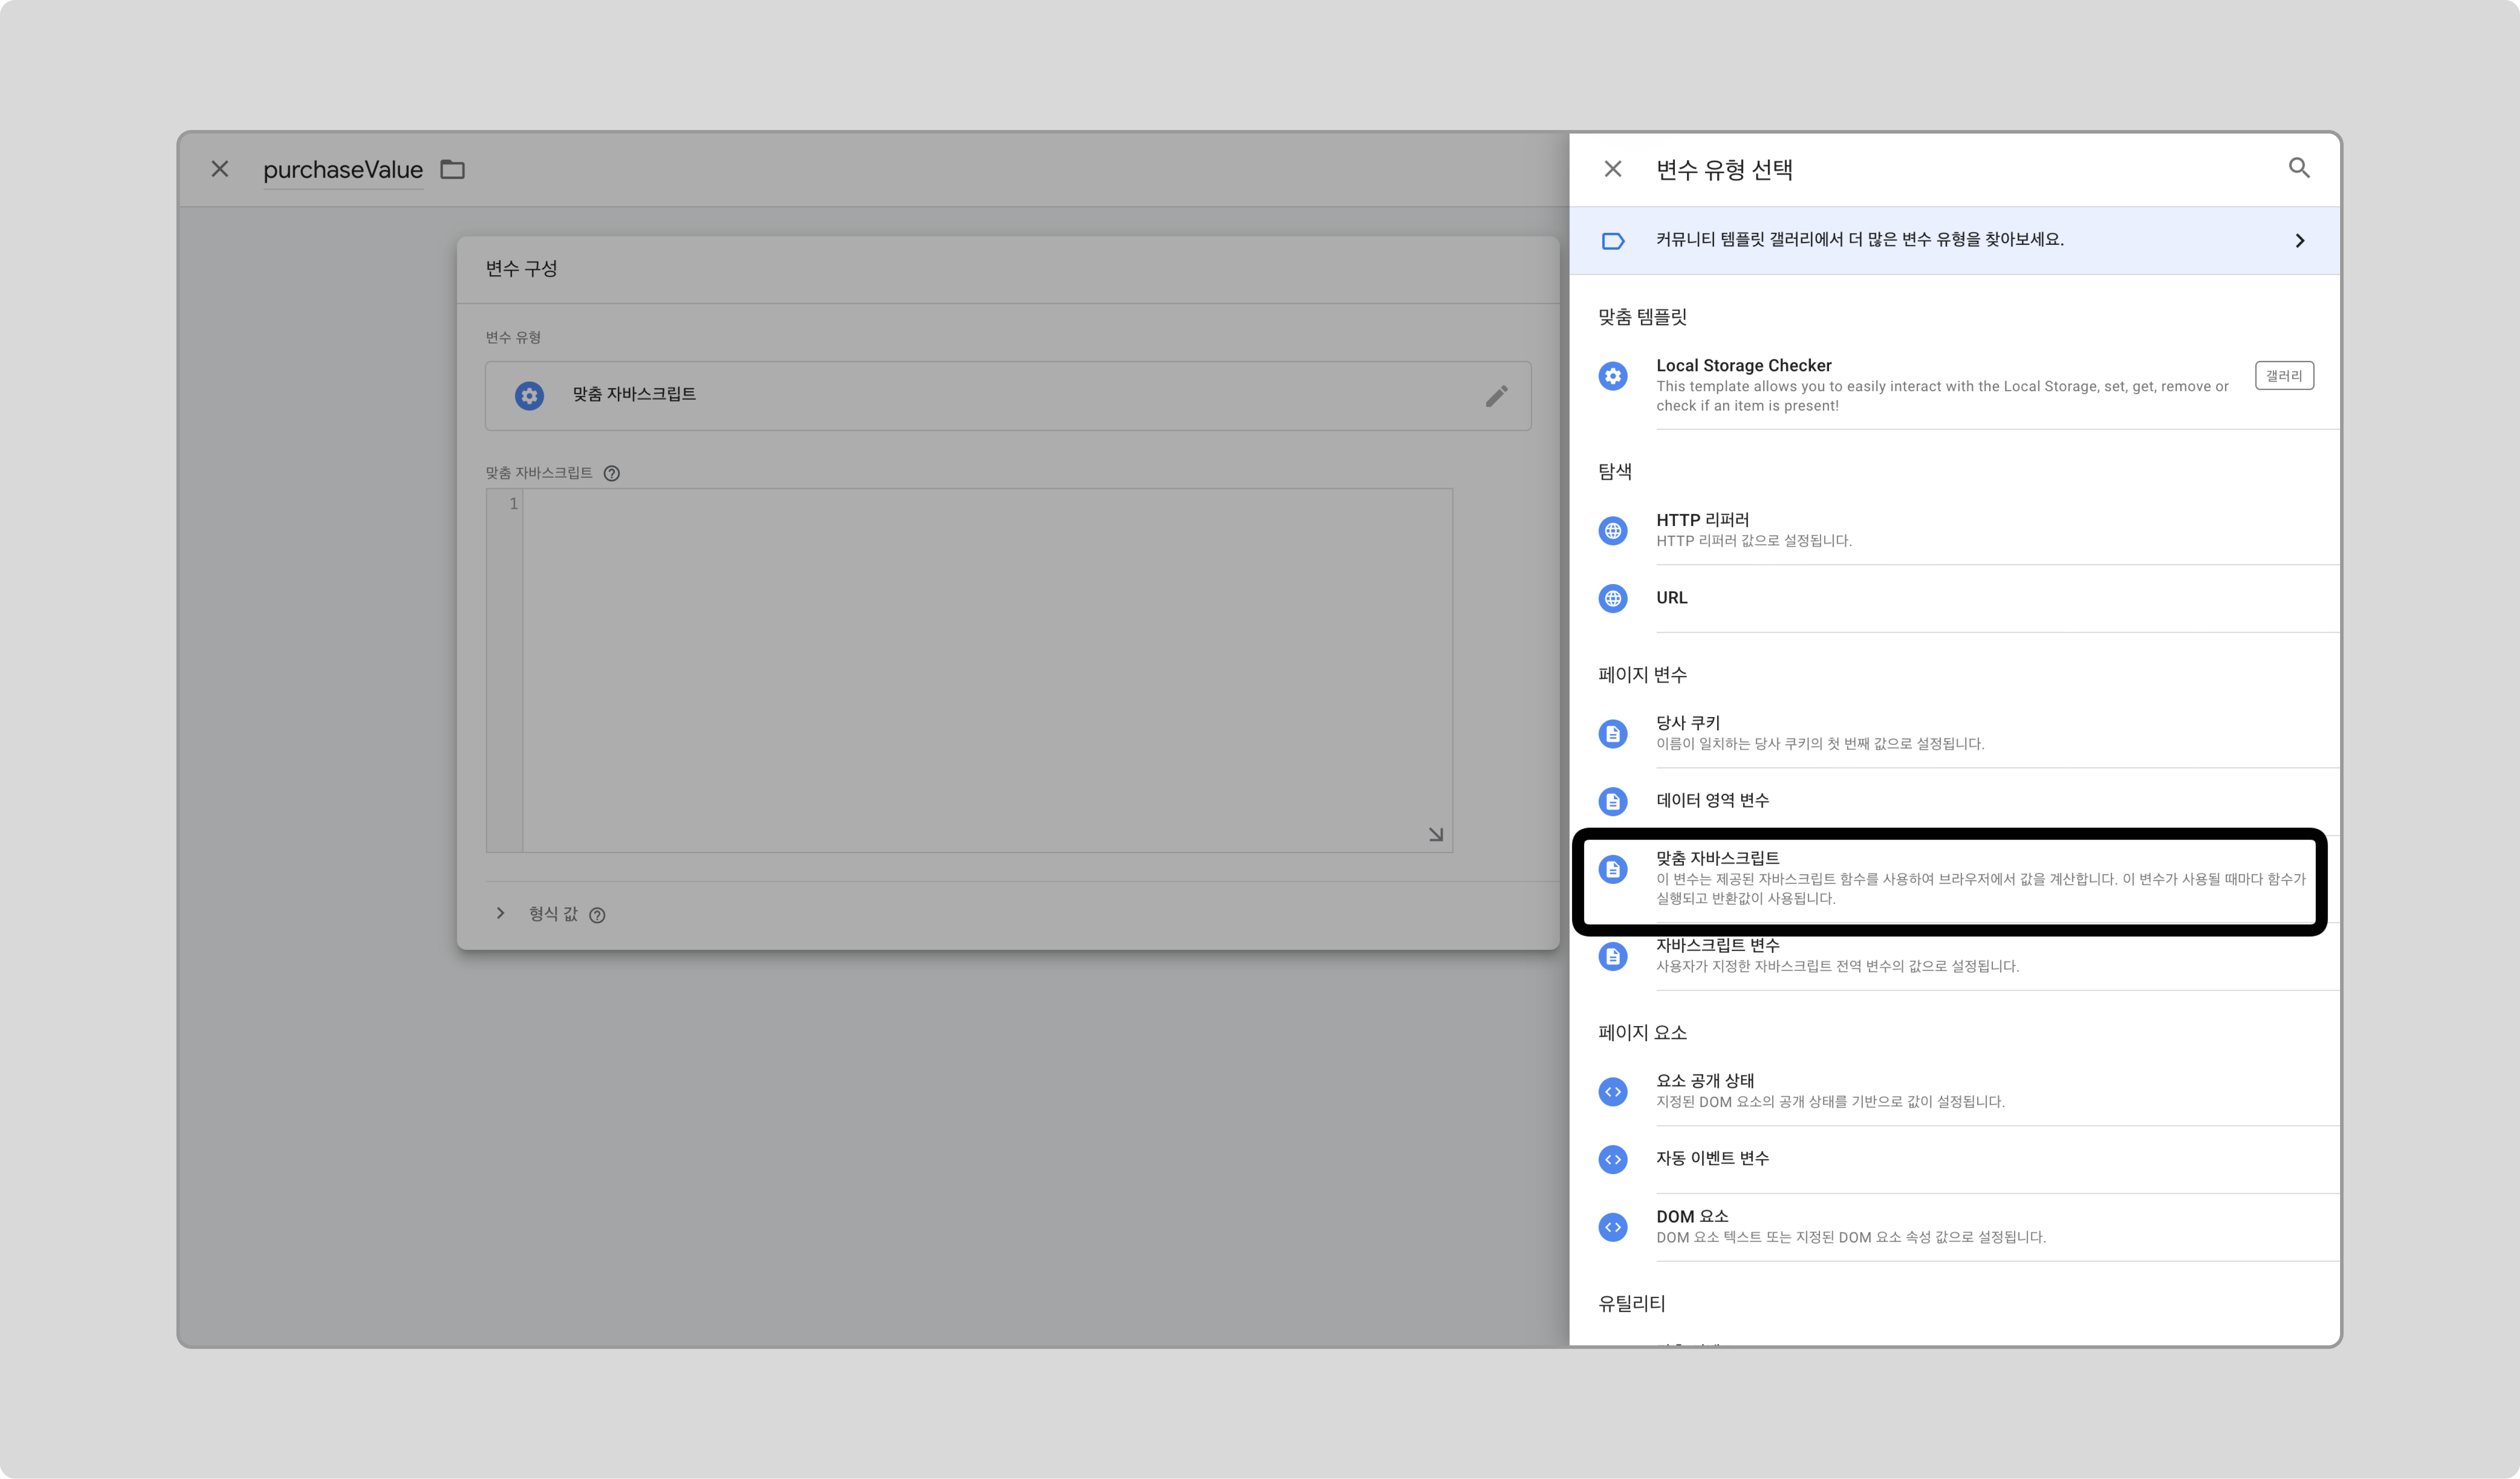 purchaseValue
변수 구성
변수 유형
맞춤 자바스크립트
맞춤 자바스크립트
1
형식 값
변수 유형 선택
커뮤니티 템플릿 갤러리에서 더 많은 변수 유형을 찾아보세요.
맞춤 템플릿
Local Storage Checker
This template allows you to easily interact with the Local Storage, set, get, remove or
check if an item is present!
갤러리
탐색
HTTP 리퍼러
HTTP 리퍼러 값으로 설정됩니다.
URL
페이지 변수
당사 쿠키
이름이 일치하는 당사 쿠키의 첫 번째 값으로 설정됩니다.
데이터 영역 변수
맞춤 자바스크립트
이 변수는 제공된 자바스크립트 함수를 사용하여 브라우저에서 값을 계산합니다. 이 변수가 사용될 때마다 함수가
실행되고 반환값이 사용됩니다.
자바스크립트 변수
사용자가 지정한 자바스크립트 전역 변수의 값으로 설정됩니다.
페이지 요소
요소 공개 상태
지정된 DOM 요소의 공개 상태를 기반으로 값이 설정됩니다.
자동 이벤트 변수
DOM 요소
DOM 요소 텍스트 또는 지정된 DOM 요소 속성 값으로 설정됩니다.
유틸리티